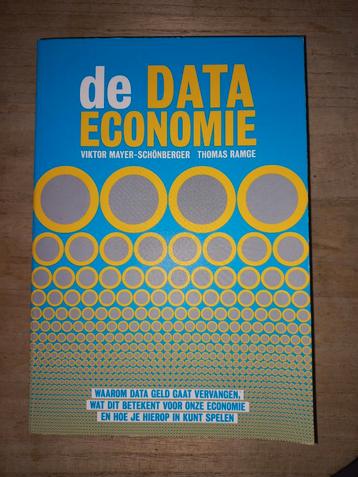 de DATA
ECONOMIE
VIKTOR MAYER-SCHÖNBERGER THOMAS RAMGE
WAAROM DATA GELD GAAT VERVANGEN,
WAT DIT BETEKENT VOOR ONZE ECONOMIE
EN HOE JE HIEROP IN KUNT SPELEN